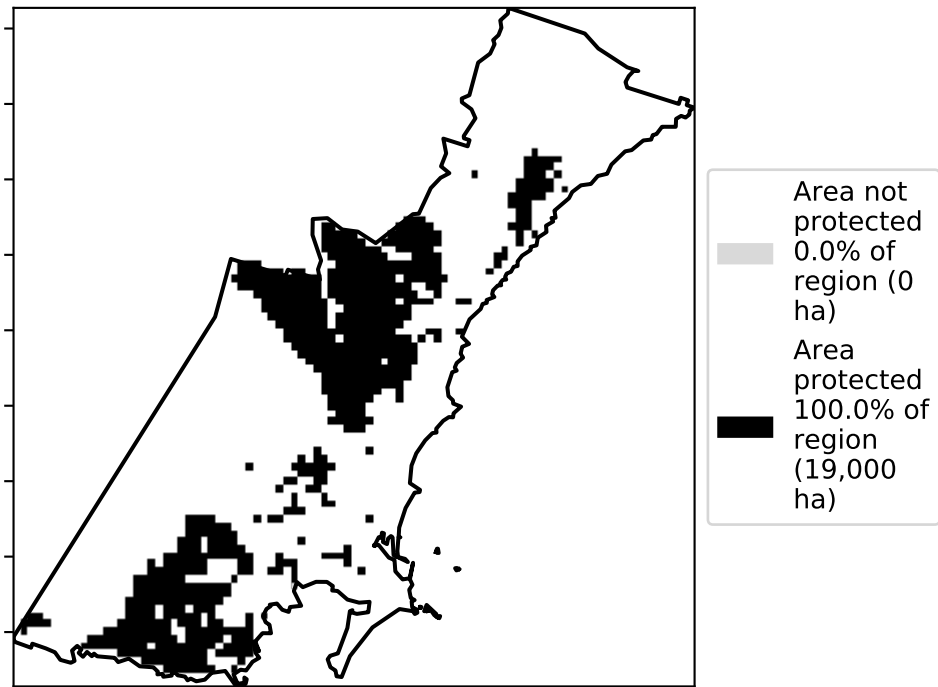 Area not
protected
0.0% of
region (0
ha)
Area
protected
100.0% of
region
(19,000
ha)